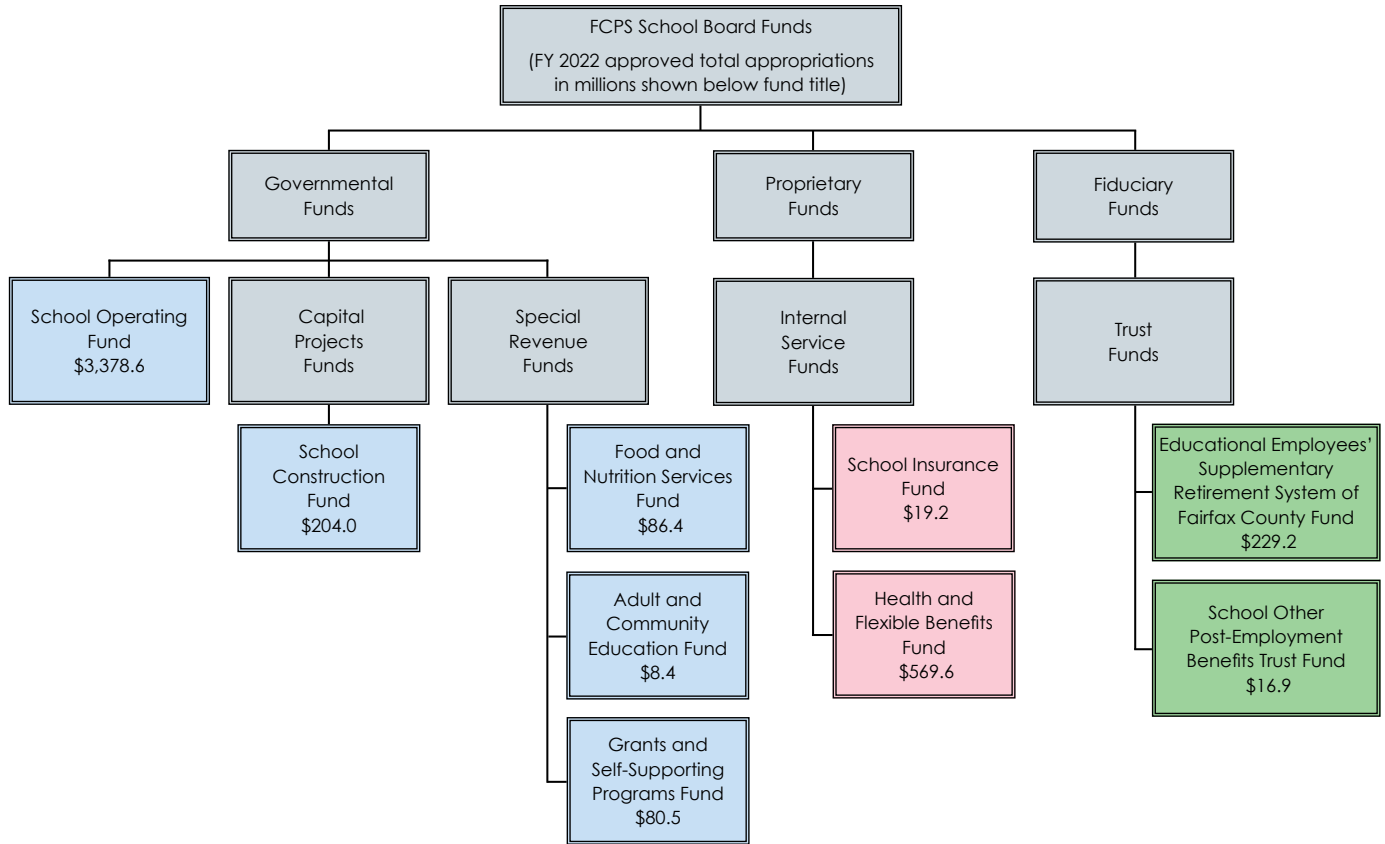 FCPS School Board Funds
(FY 2022 approved total appropriations
in millions shown below fund title)
Governmental
Funds
Proprietary
Funds
Fiduciary
Funds
School Operating
Fund
$3,378.6
Capital
Projects
Funds
Special
Revenue
Funds
Internal
Service
Funds
Trust
Funds
School
Construction
Fund
$204.0
Food and
Nutrition Services
Fund
$86.4
School Insurance
Fund
$19.2
Educational Employees’
Supplementary
Retirement System of
Fairfax County Fund
$229.2
Adult and
Community
Education Fund
$8.4
Health and
Flexible Benefits
Fund
$569.6
School Other
Post-Employment
Benefits Trust Fund
$16.9
Grants and
Self-Supporting
Programs Fund
$80.5